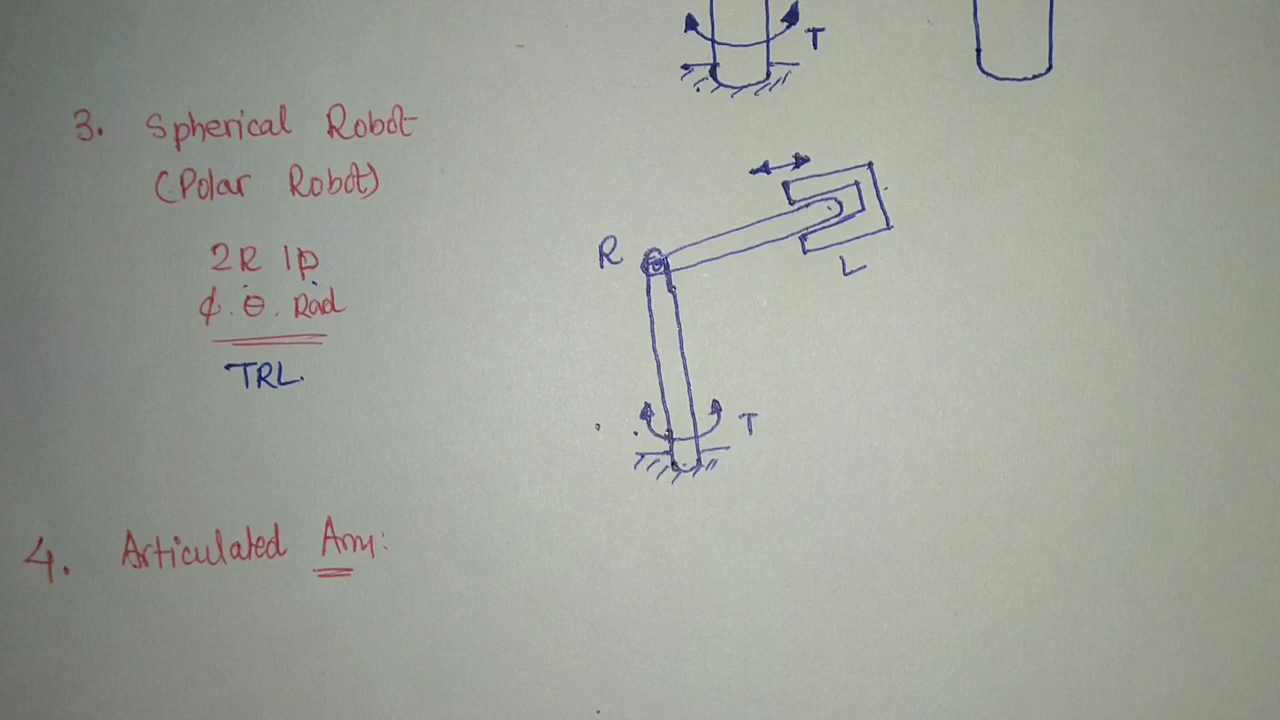 T
3. Spherical Robot
(Polar Robot)
R
L
2R 1P
ϕ. θ. Rad
TRL.
T
4. Articulated Arm: